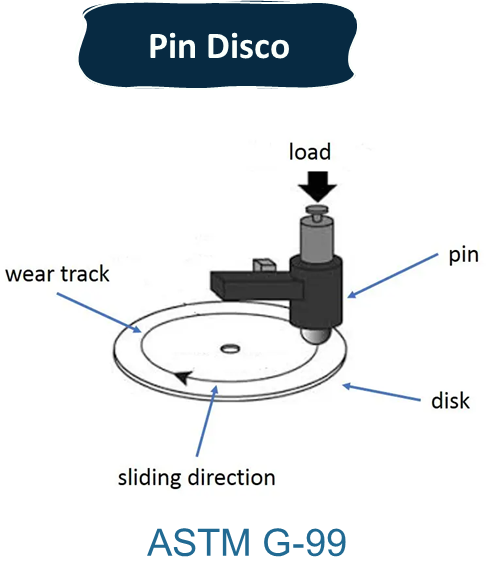 Pin Disco
load
pin
wear track
disk
sliding direction
ASTM G-99